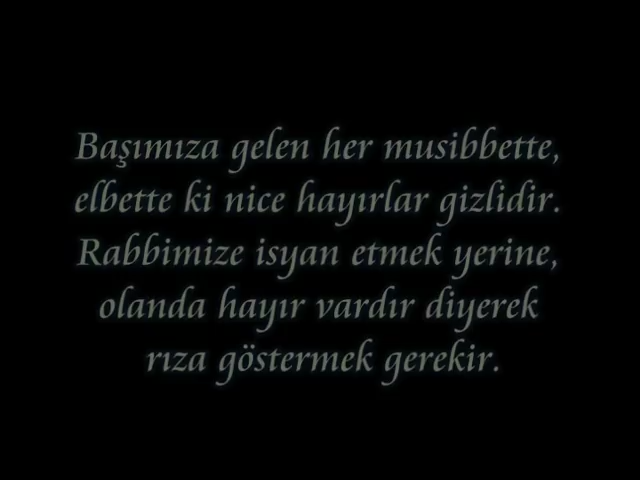 Başımıza gelen her musibbette,
elbette ki nice hayırlar gizlidir.
Rabbimize isyan etmek yerine,
olanda hayır vardır diyerek
rıza göstermek gerekir.